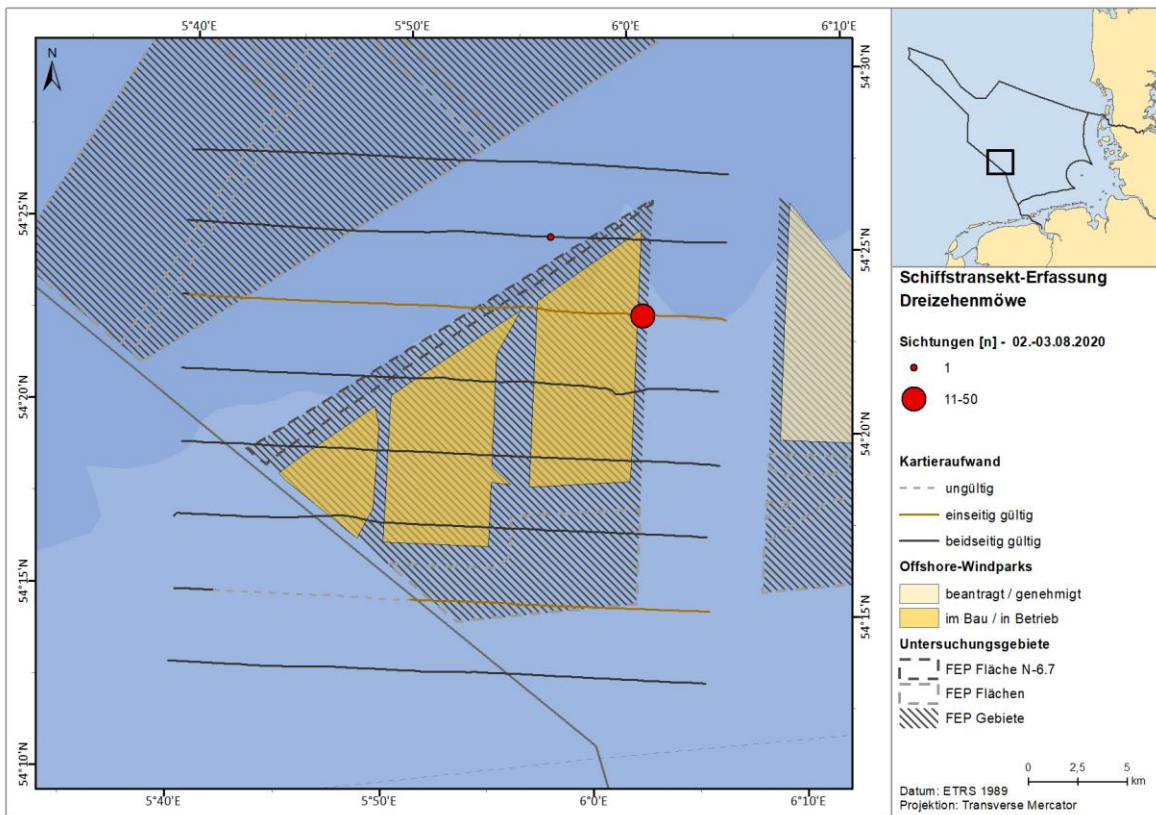 5°40'E 5°50'E 6°0'E 6°10'E
N
54°30'N
54°25'N 54°25'N
54°20'N 54°20'N
54°15'N 54°15'N
54°10'N
5°40'E 5°50'E 6°0'E 6°10'E
Schiffstransekt-Erfassung
Dreizehenmöwe
Sichtungen [n] - 02.-03.08.2020
1
11-50
Kartieraufwand
ungültig
einseitig gültig
beidseitig gültig
Offshore-Windparks
beantragt / genehmigt
im Bau / in Betrieb
Untersuchungsgebiete
FEP Fläche N-6.7
FEP Flächen
FEP Gebiete
0 2,5 5
km
Datum: ETRS 1989
Projektion: Transverse Mercator